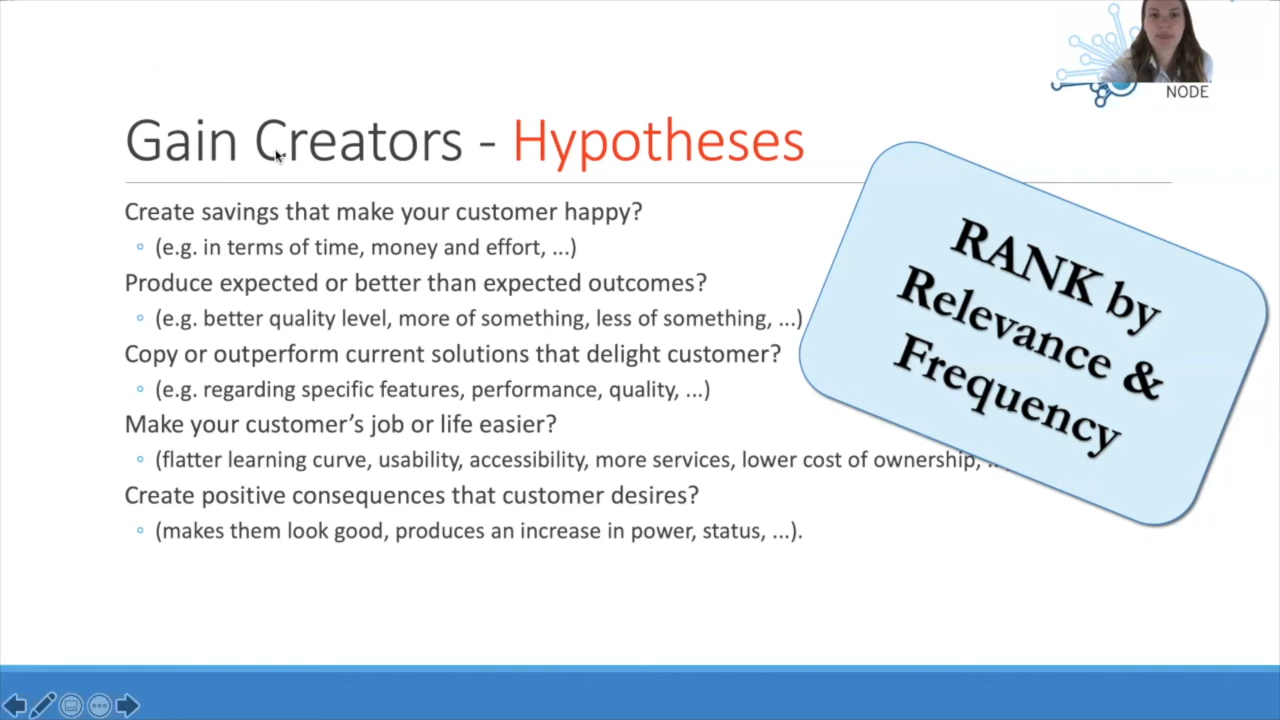 NODE
Gain Creators - Hypotheses
Create savings that make your customer happy?
(e.g. in terms of time, money and effort, ...)
Produce expected or better than expected outcomes?
(e.g. better quality level, more of something, less of something, ...)
Copy or outperform current solutions that delight customer?
(e.g. regarding specific features, performance, quality, ...)
Make your customer’s job or life easier?
(flatter learning curve, usability, accessibility, more services, lower cost of ownership, ...
Create positive consequences that customer desires?
(makes them look good, produces an increase in power, status, ...).
RANK by
Relevance &
Frequency